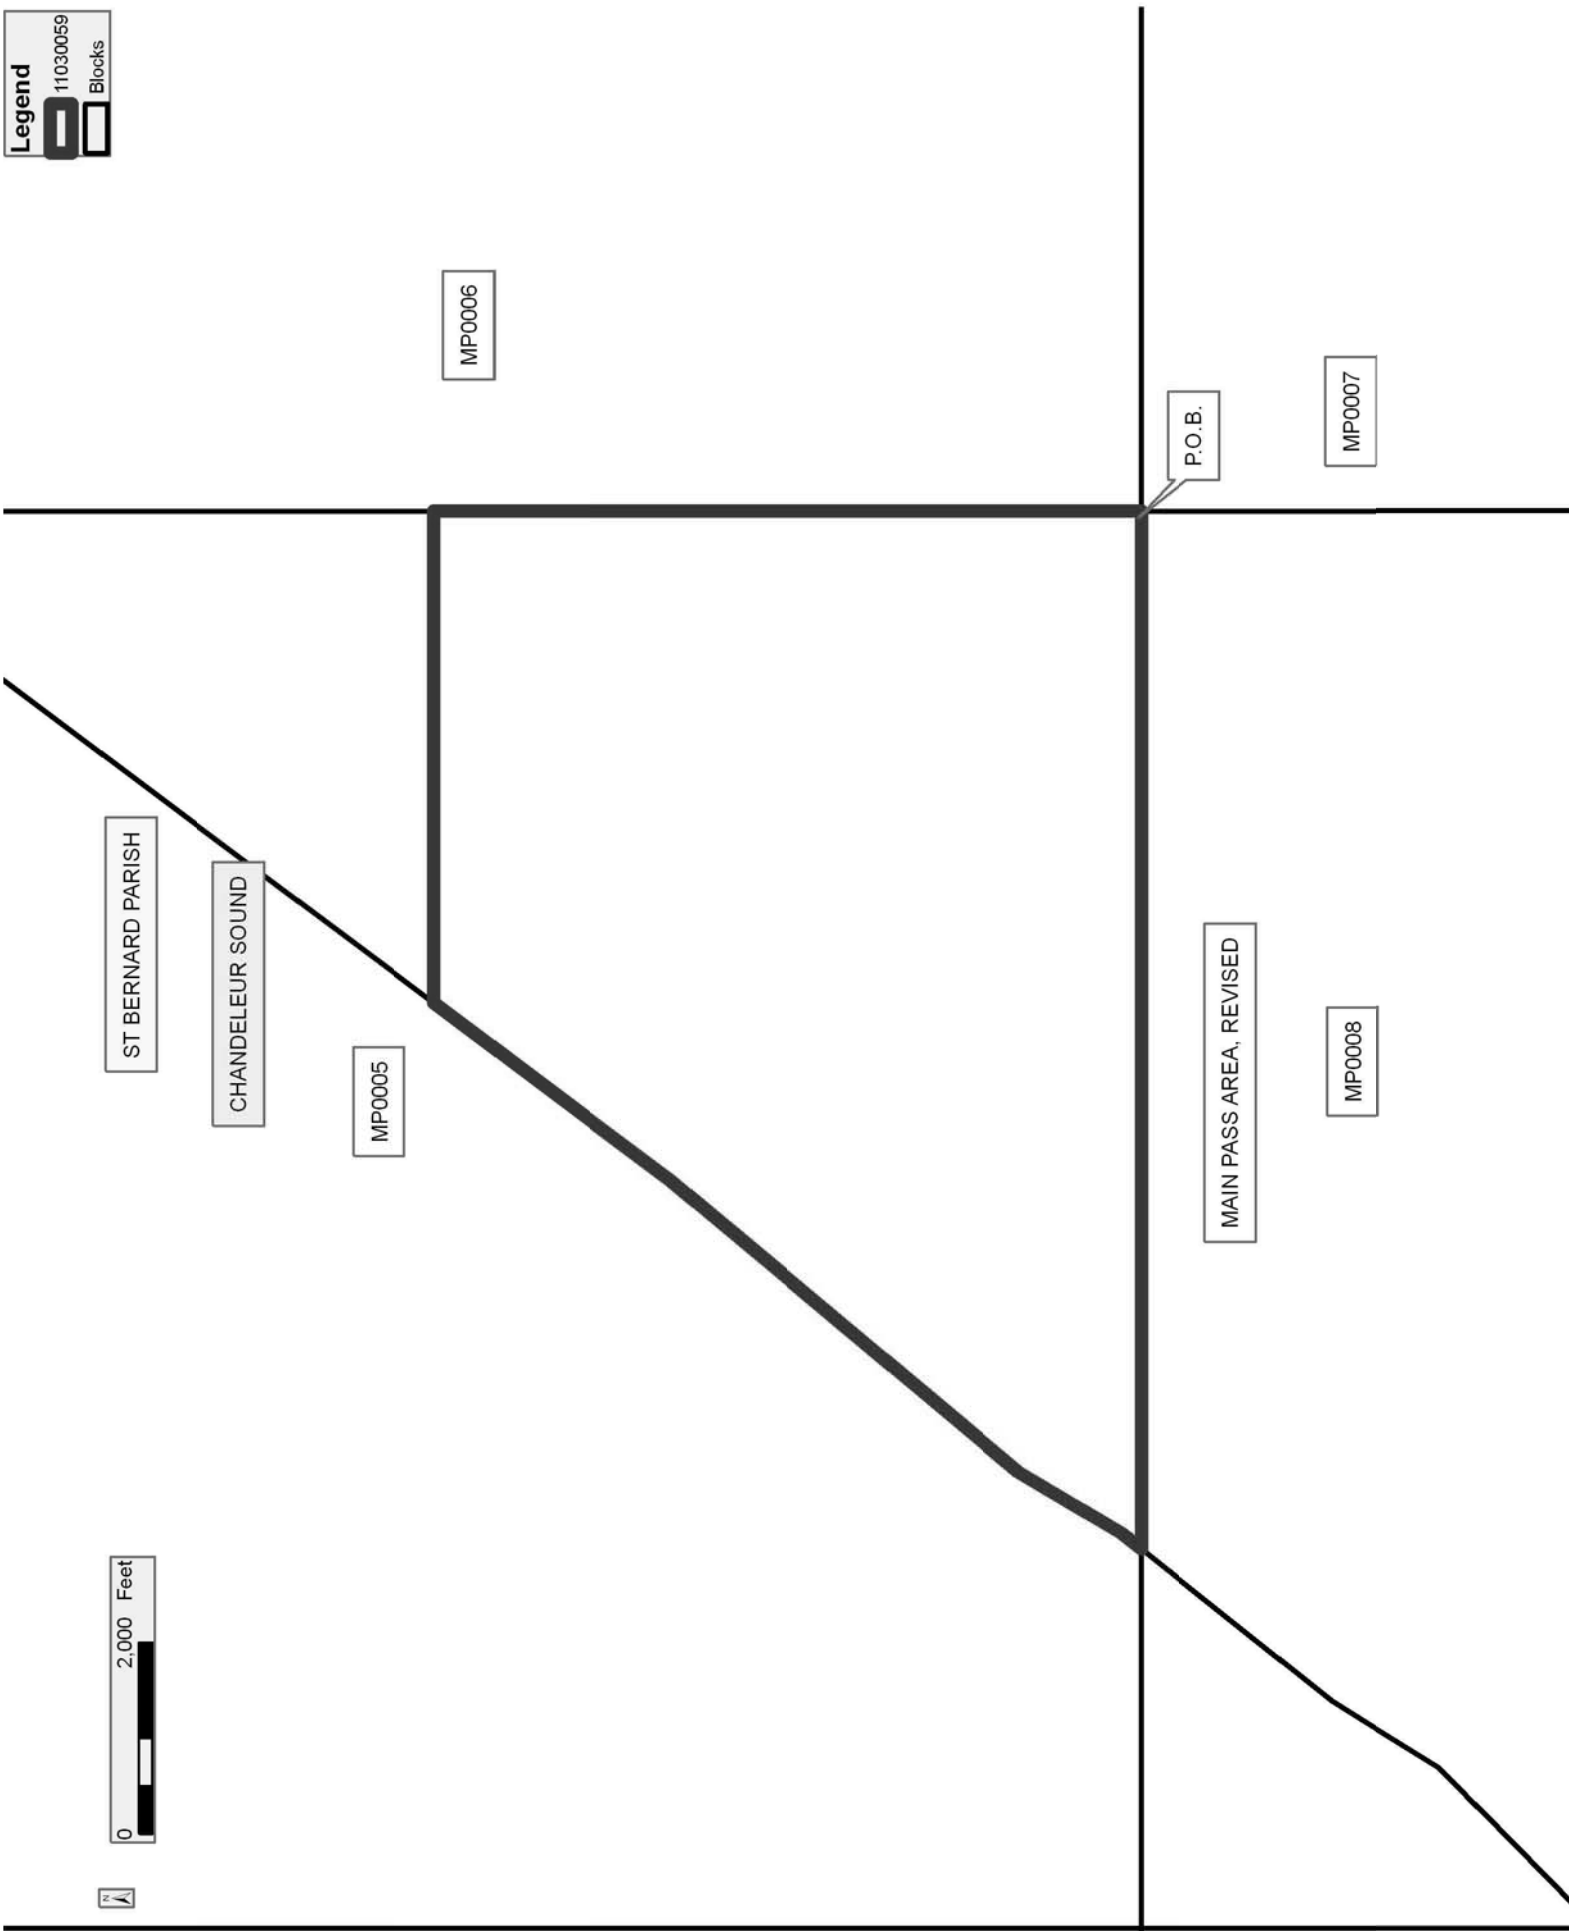 N
0 2,000 Feet
ST BERNARD PARISH
CHANDELEUR SOUND
MP0005
MP0006
Legend
11030059
Blocks
P.O.B.
MAIN PASS AREA, REVISED
MP0008
MP0007